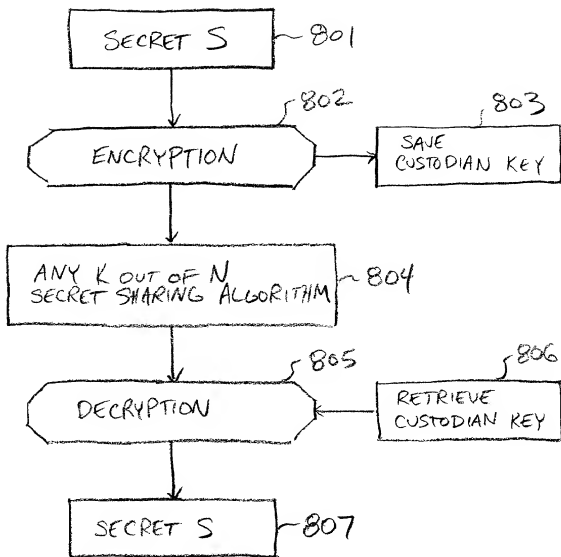 SECRET S
801
802
ENCRYPTION
803
SAVE
CUSTODIAN KEY
ANY K OUT OF N
SECRET SHARING ALGORITHM
804
805
DECRYPTION
806
RETRIEVE
CUSTODIAN KEY
SECRET S
807